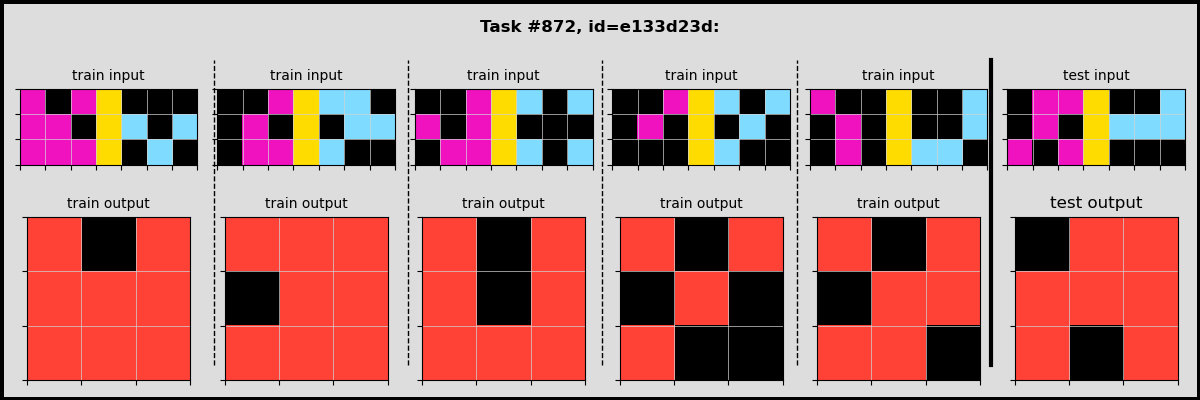 Task #872, id=e133d23d:
train input train input train input train input train input test input
train output train output train output train output train output test output